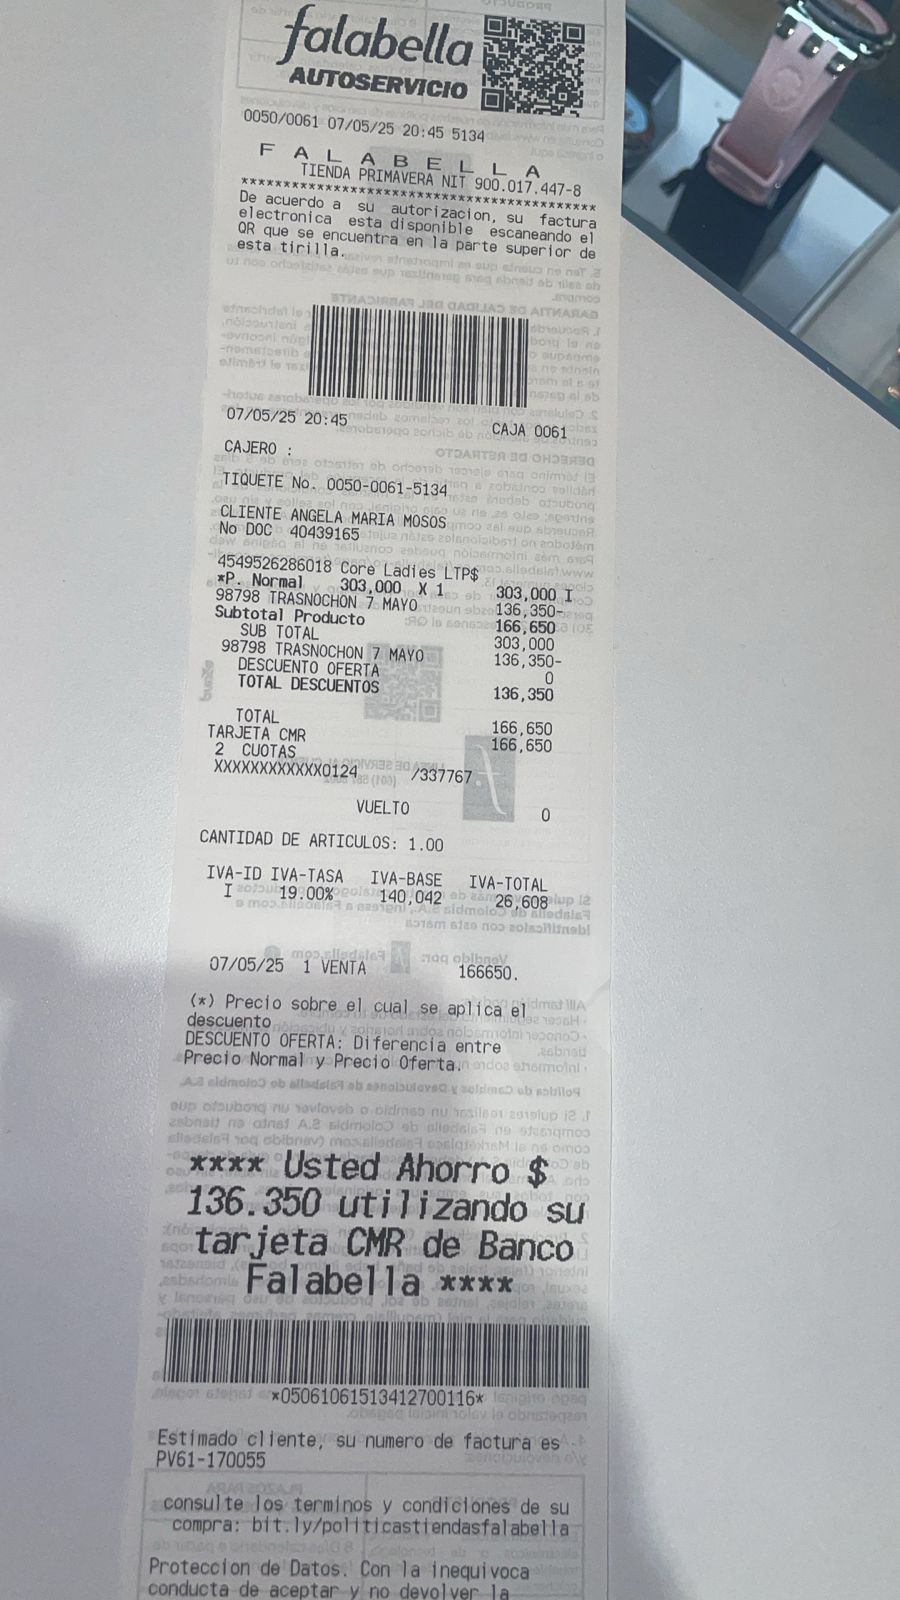 falabella
AUTOSERVICIO
0050/0061 07/05/25 20:45 5134
F A L A B E L L A
TIENDA PRIMAVERA NIT 900.017.447-8
******************************************
De acuerdo a su autorizacion, su factura
electronica esta disponible escaneando el
QR que se encuentra en la parte superior de
esta tirilla.
07/05/25 20:45 CAJA 0061
CAJERO :
TIQUETE No. 0050-0061-5134
CLIENTE ANGELA MARIA MOSOS
No DOC 40439165
4549526286018 Core Ladies LTP$
*P. Normal 303,000 X 1 303,000 I
98798 TRASNOCHON 7 MAYO 136,350-
Subtotal Producto 166,650
SUB TOTAL 303,000
98798 TRASNOCHON 7 MAYO 136,350-
DESCUENTO OFERTA 0
TOTAL DESCUENTOS 136,350
TOTAL 166,650
TARJETA CMR 166,650
2 CUOTAS
XXXXXXXXXXXX0124 /337767
VUELTO 0
CANTIDAD DE ARTICULOS: 1.00
IVA-ID IVA-TASA IVA-BASE IVA-TOTAL
I 19.00% 140,042 26,608
07/05/25 1 VENTA 166650.
(*) Precio sobre el cual se aplica el
descuento
DESCUENTO OFERTA: Diferencia entre
Precio Normal y Precio Oferta.
**** Usted Ahorro $
136.350 utilizando su
tarjeta CMR de Banco
Falabella ****
*05061061513412700116*
Estimado cliente, su numero de factura es
PV61-170055
consulte los terminos y condiciones de su
compra: bit.ly/politicastiendasfalabella
Proteccion de Datos. Con la inequivoca
conducta de aceptar y no devolver la